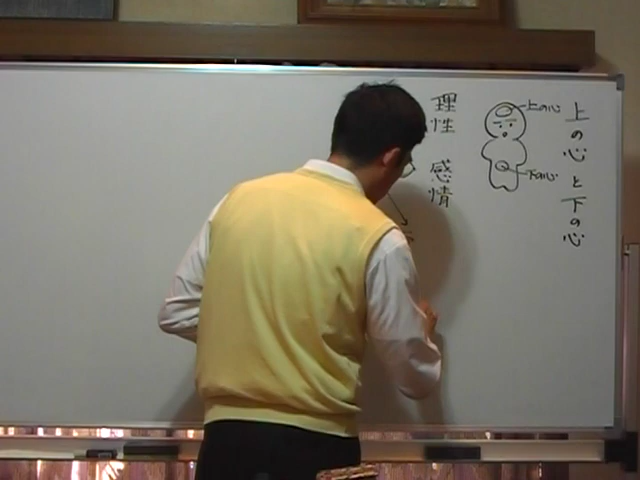 上の心と下の心
上の心
下の心
理性 感情